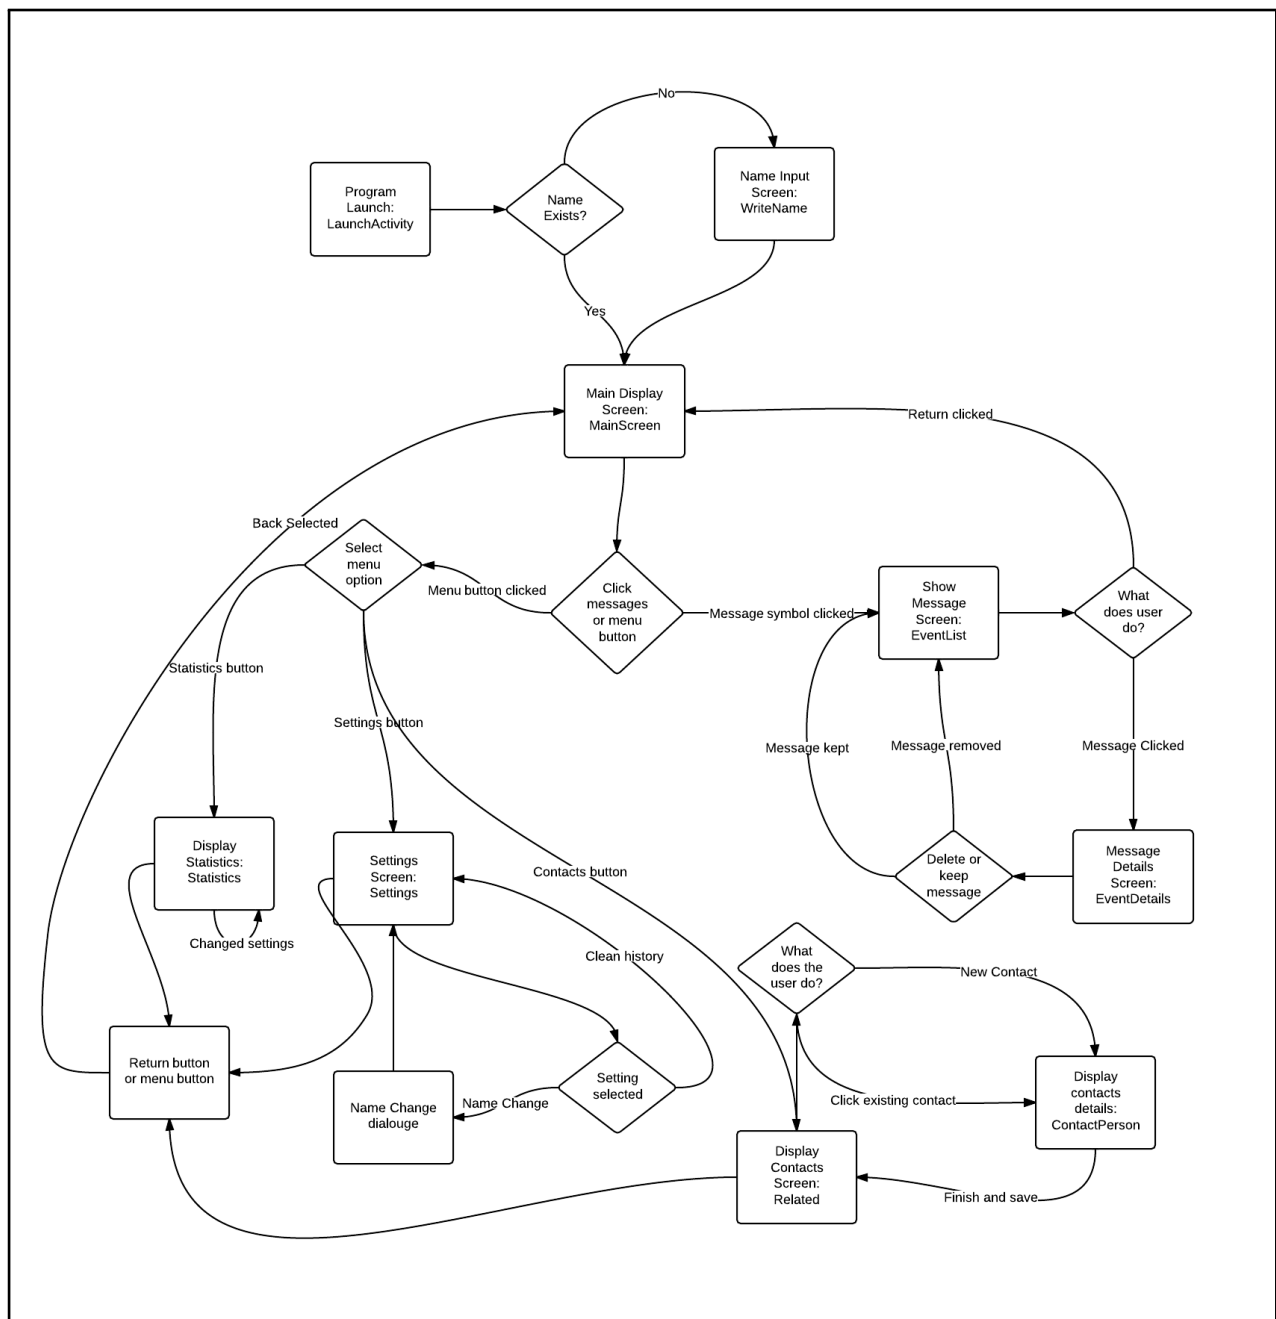 No
Program
Launch:
LaunchActivity
Name
Exists?
Name Input
Screen:
WriteName
Yes
Main Display
Screen:
MainScreen
Return clicked
Back Selected
Select
menu
option
Menu button clicked
Click
messages
or menu
button
Message symbol clicked
Show
Message
Screen:
EventList
What
does user
do?
Statistics button
Settings button
Message kept
Message removed
Message Clicked
Display
Statistics:
Statistics
Changed settings
Settings
Screen:
Settings
Contacts button
Delete or
keep
message
Message
Details
Screen:
EventDetails
Clean history
What
does the
user do?
New Contact
Return button
or menu button
Name Change
dialouge
Name Change
Setting
selected
Click existing contact
Display
contacts
details:
ContactPerson
Display
Contacts
Screen:
Related
Finish and save